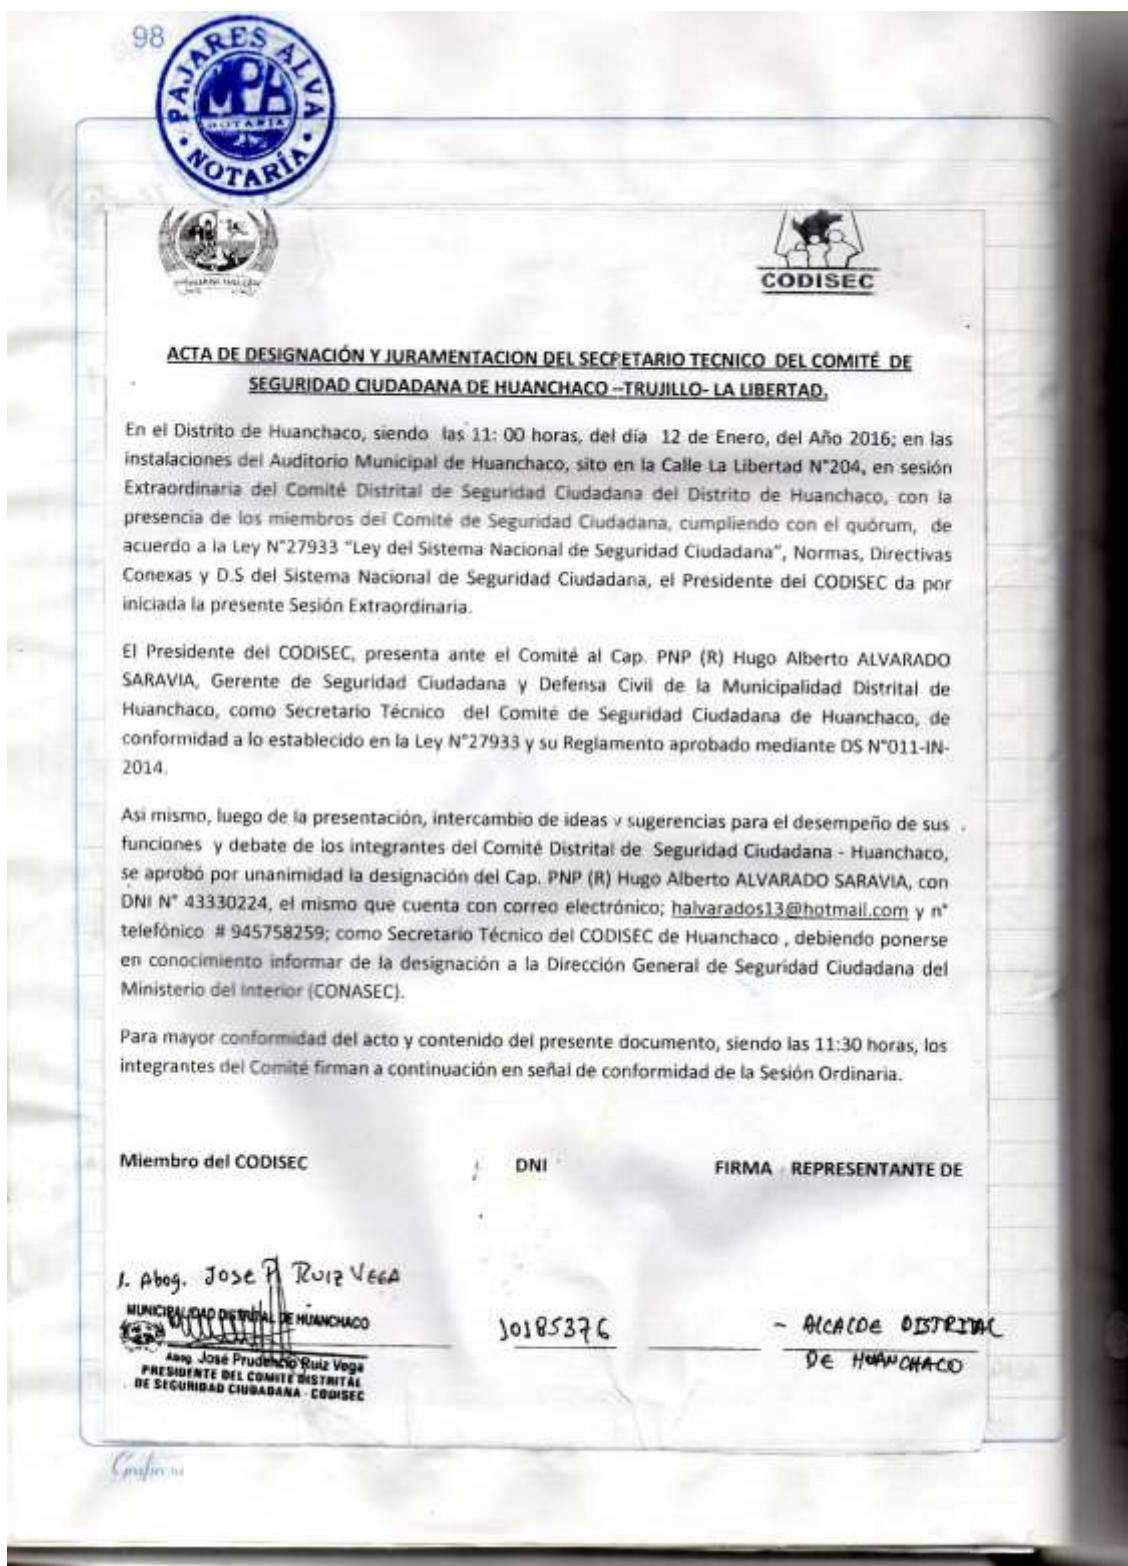 98
PAJARES ALVA
NOTARIA
NOTARÍA
CODISEC
ACTA DE DESIGNACIÓN Y JURAMENTACION DEL SECRETARIO TECNICO DEL COMITÉ DE
SEGURIDAD CIUDADANA DE HUANCHACO –TRUJILLO- LA LIBERTAD.
En el Distrito de Huanchaco, siendo las 11: 00 horas, del día 12 de Enero, del Año 2016; en las
instalaciones del Auditorio Municipal de Huanchaco, sito en la Calle La Libertad N°204, en sesión
Extraordinaria del Comité Distrital de Seguridad Ciudadana del Distrito de Huanchaco, con la
presencia de los miembros del Comité de Seguridad Ciudadana, cumpliendo con el quórum, de
acuerdo a la Ley N°27933 "Ley del Sistema Nacional de Seguridad Ciudadana", Normas, Directivas
Conexas y D.S del Sistema Nacional de Seguridad Ciudadana, el Presidente del CODISEC da por
iniciada la presente Sesión Extraordinaria.
El Presidente del CODISEC, presenta ante el Comité al Cap. PNP (R) Hugo Alberto ALVARADO
SARAVIA, Gerente de Seguridad Ciudadana y Defensa Civil de la Municipalidad Distrital de
Huanchaco, como Secretario Técnico del Comité de Seguridad Ciudadana de Huanchaco, de
conformidad a lo establecido en la Ley N°27933 y su Reglamento aprobado mediante DS N°011-IN-
2014.
Asi mismo, luego de la presentación, intercambio de ideas y sugerencias para el desempeño de sus
funciones y debate de los integrantes del Comité Distrital de Seguridad Ciudadana - Huanchaco,
se aprobó por unanimidad la designación del Cap. PNP (R) Hugo Alberto ALVARADO SARAVIA, con
DNI N° 43330224, el mismo que cuenta con correo electrónico; halvarados13@hotmail.com y n°
telefónico # 945758259; como Secretario Técnico del CODISEC de Huanchaco , debiendo ponerse
en conocimiento informar de la designación a la Dirección General de Seguridad Ciudadana del
Ministerio del Interior (CONASEC).
Para mayor conformidad del acto y contenido del presente documento, siendo las 11:30 horas, los
integrantes del Comité firman a continuación en señal de conformidad de la Sesión Ordinaria.
Miembro del CODISEC DNI FIRMA REPRESENTANTE DE
1. Abog. Jose P Ruiz Vega
MUNICIPALIDAD DISTRITAL DE HUANCHACO
Abog. José Prudencio Ruiz Vega
PRESIDENTE DEL COMITE DISTRITAL
DE SEGURIDAD CIUDADANA - CODISEC
10185376
- ALCALDE DISTRITAL
DE HUANCHACO